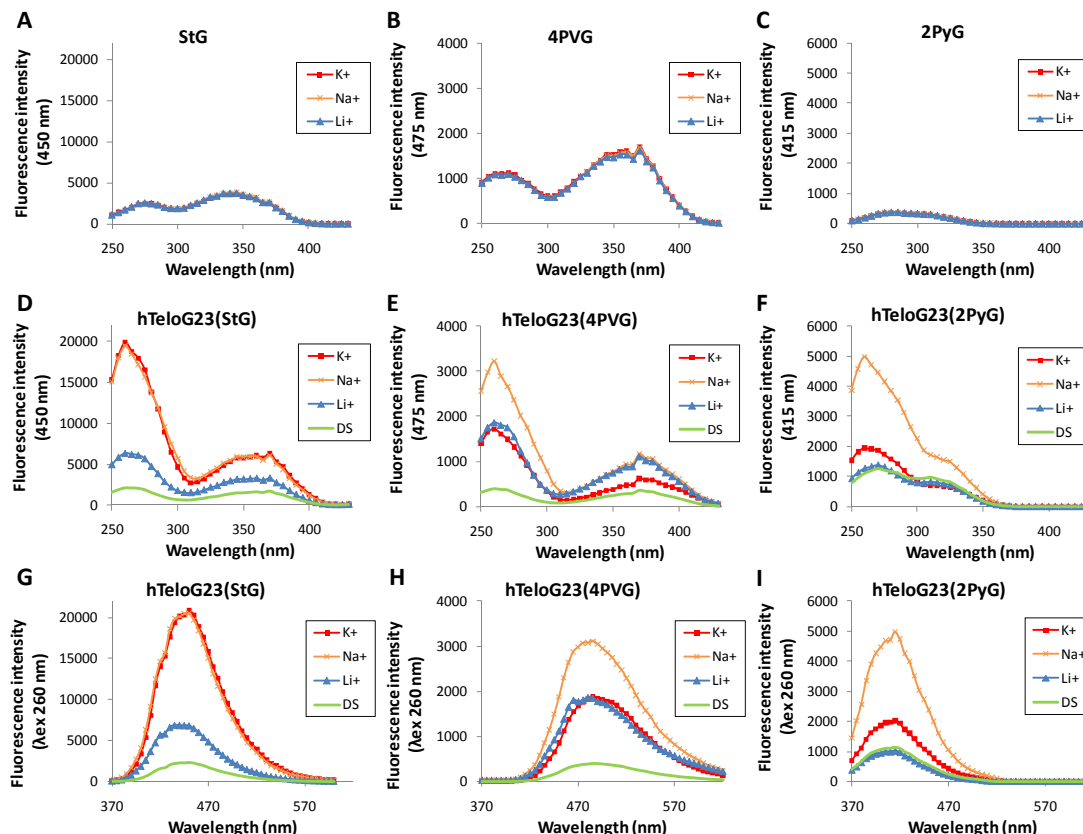 A
StG
Fluorescence intensity
(450 nm)
20000
15000
10000
5000
0
250
300
350
400
Wavelength (nm)
K+
Na+
Li+
B
4PVG
Fluorescence intensity
(475 nm)
4000
3000
2000
1000
0
250
300
350
400
Wavelength (nm)
K+
Na+
Li+
C
2PyG
Fluorescence intensity
(415 nm)
6000
5000
4000
3000
2000
1000
0
250
300
350
400
Wavelength (nm)
K+
Na+
Li+
D
hTeloG23(StG)
Fluorescence intensity
(450 nm)
20000
15000
10000
5000
0
250
300
350
400
Wavelength (nm)
K+
Na+
Li+
DS
E
hTeloG23(4PVG)
Fluorescence intensity
(475 nm)
4000
3000
2000
1000
0
250
300
350
400
Wavelength (nm)
K+
Na+
Li+
DS
F
hTeloG23(2PyG)
Fluorescence intensity
(415 nm)
6000
5000
4000
3000
2000
1000
0
250
300
350
400
Wavelength (nm)
K+
Na+
Li+
DS
G
hTeloG23(StG)
Fluorescence intensity
(λex 260 nm)
20000
15000
10000
5000
0
370
470
570
Wavelength (nm)
K+
Na+
Li+
DS
H
hTeloG23(4PVG)
Fluorescence intensity
(λex 260 nm)
4000
3000
2000
1000
0
370
470
570
Wavelength (nm)
K+
Na+
Li+
DS
I
hTeloG23(2PyG)
Fluorescence intensity
(λex 260 nm)
6000
5000
4000
3000
2000
1000
0
370
470
570
Wavelength (nm)
K+
Na+
Li+
DS